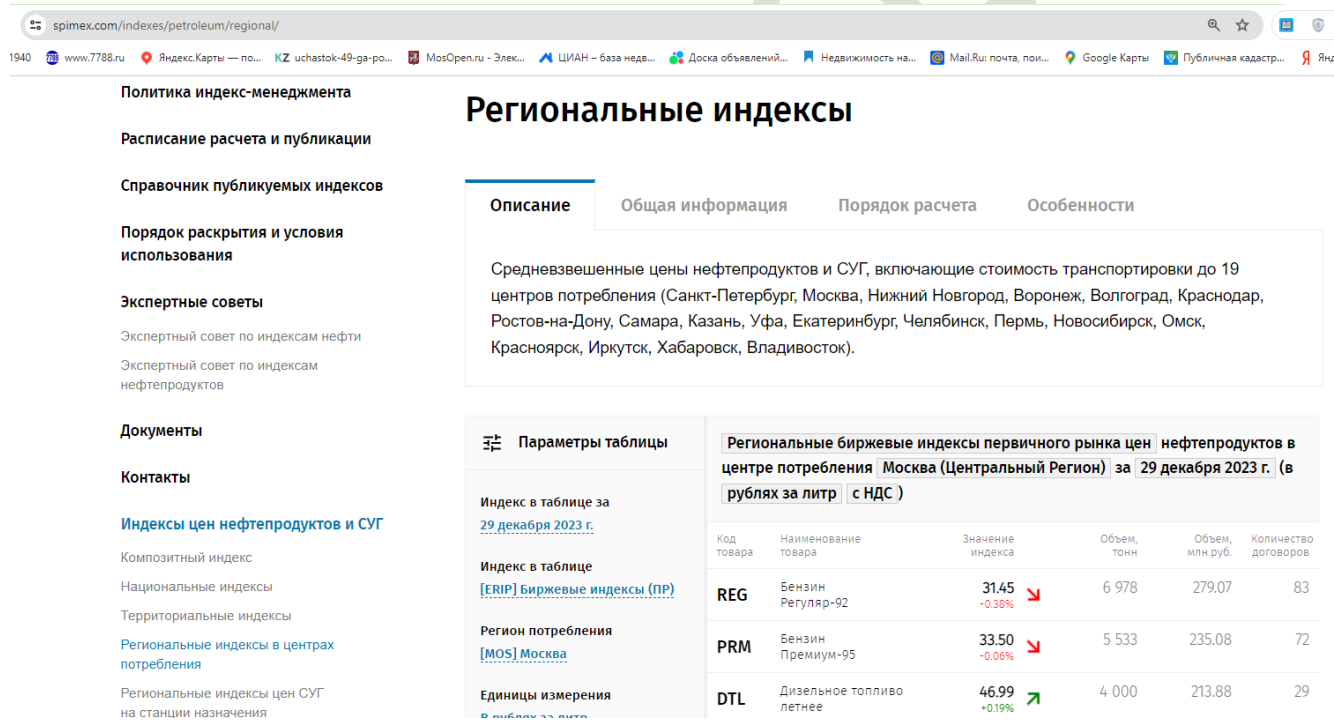 spimex.com/indexes/petroleum/regional/
1940 www.7788.ru Яндекс.Карты — по... KZ uchastok-49-ga-po... MosOpen.ru - Элек... ЦИАН – база недв... Доска объявлений... Недвижимость на... Mail.Ru: почта, пои... Google Карты Публичная кадастр... Янд
Политика индекс-менеджмента
Расписание расчета и публикации
Справочник публикуемых индексов
Порядок раскрытия и условия
использования
Экспертные советы
Экспертный совет по индексам нефти
Экспертный совет по индексам
нефтепродуктов
Документы
Контакты
Индексы цен нефтепродуктов и СУГ
Композитный индекс
Национальные индексы
Территориальные индексы
Региональные индексы в центрах
потребления
Региональные индексы цен СУГ
на станции назначения
Региональные индексы
Описание Общая информация Порядок расчета Особенности
Средневзвешенные цены нефтепродуктов и СУГ, включающие стоимость транспортировки до 19
центров потребления (Санкт-Петербург, Москва, Нижний Новгород, Воронеж, Волгоград, Краснодар,
Ростов-на-Дону, Самара, Казань, Уфа, Екатеринбург, Челябинск, Пермь, Новосибирск, Омск,
Красноярск, Иркутск, Хабаровск, Владивосток).
Параметры таблицы
Индекс в таблице за
29 декабря 2023 г.
Индекс в таблице
[ERIP] Биржевые индексы (ПР)
Регион потребления
[MOS] Москва
Единицы измерения
В рублях за литр
Региональные биржевые индексы первичного рынка цен нефтепродуктов в
центре потребления Москва (Центральный Регион) за 29 декабря 2023 г. (в
рублях за литр с НДС )
Код товара Наименование товара Значение индекса Объем, тонн Объем, млн.руб. Количество договоров
REG Бензин Регуляр-92 31.45 -0.38% 6 978 279.07 83
PRM Бензин Премиум-95 33.50 -0.06% 5 533 235.08 72
DTL Дизельное топливо летнее 46.99 +0.19% 4 000 213.88 29